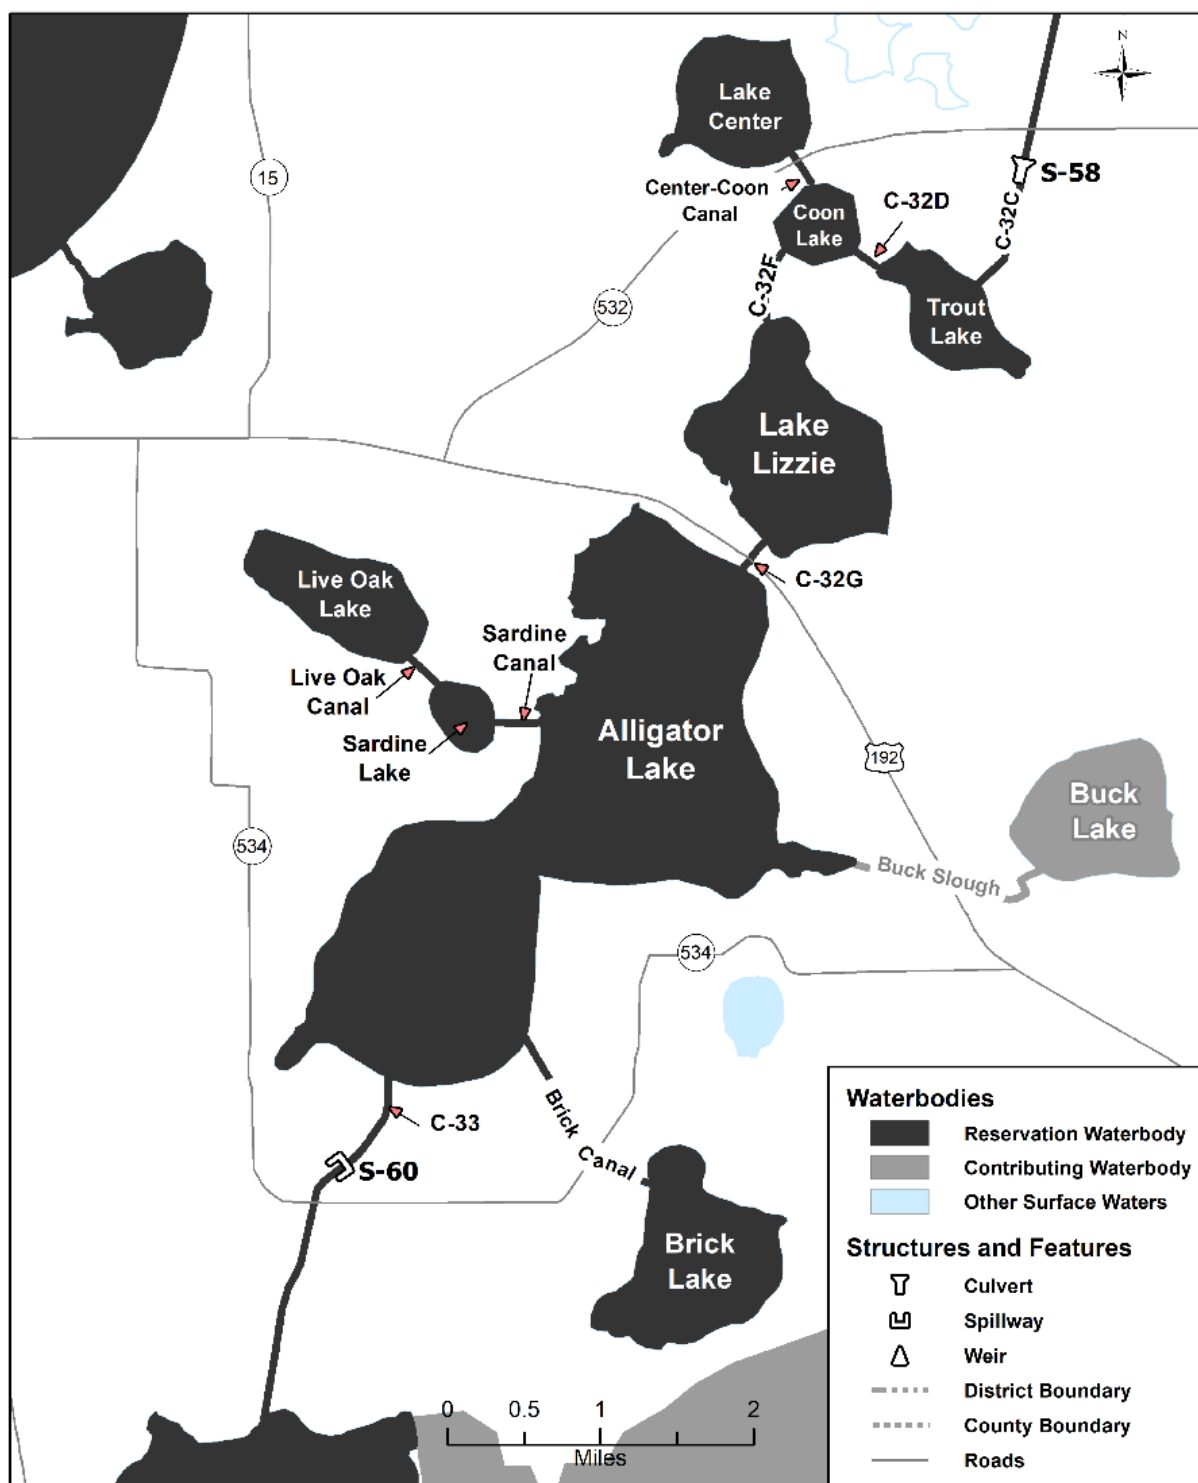 N
Lake
Center
S-58
15
Center-Coon
Canal
C-32D
Coon
Lake
C-32C
C-32F
532
Trout
Lake
Lake
Lizzie
Live Oak
Lake
C-32G
Sardine
Canal
Live Oak
Canal
Sardine
Lake
Alligator
Lake
192
Buck
Lake
534
Buck Slough
534
Brick Canal
C-33
S-60
Brick
Lake
Waterbodies
Reservation Waterbody
Contributing Waterbody
Other Surface Waters
Structures and Features
Culvert
Spillway
Weir
District Boundary
County Boundary
Roads
0 0.5 1 2
Miles